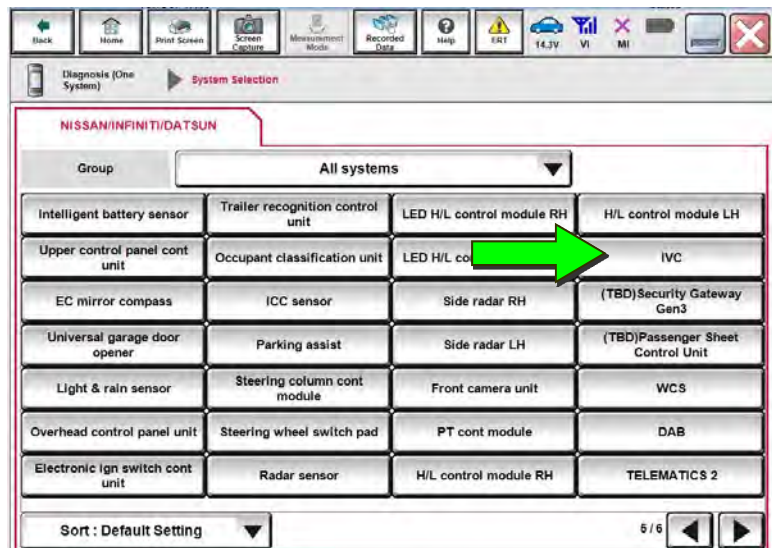 Back
Home
Print Screen
Screen
Capture
Measurement
Mode
Recorded
Data
Help
ERT
14.3V
VI
MI
Diagnosis (One
System)
System Selection
NISSAN/INFINITI/DATSUN
Group
All systems
Intelligent battery sensor
Trailer recognition control
unit
LED H/L control module RH
H/L control module LH
Upper control panel cont
unit
Occupant classification unit
LED H/L
IVC
EC mirror compass
ICC sensor
Side radar RH
(TBD)Security Gateway
Gen3
Universal garage door
opener
Parking assist
Side radar LH
(TBD)Passenger Sheet
Control Unit
Light & rain sensor
Steering column cont
module
Front camera unit
WCS
Overhead control panel unit
Steering wheel switch pad
PT cont module
DAB
Electronic ign switch cont
unit
Radar sensor
H/L control module RH
TELEMATICS 2
Sort : Default Setting